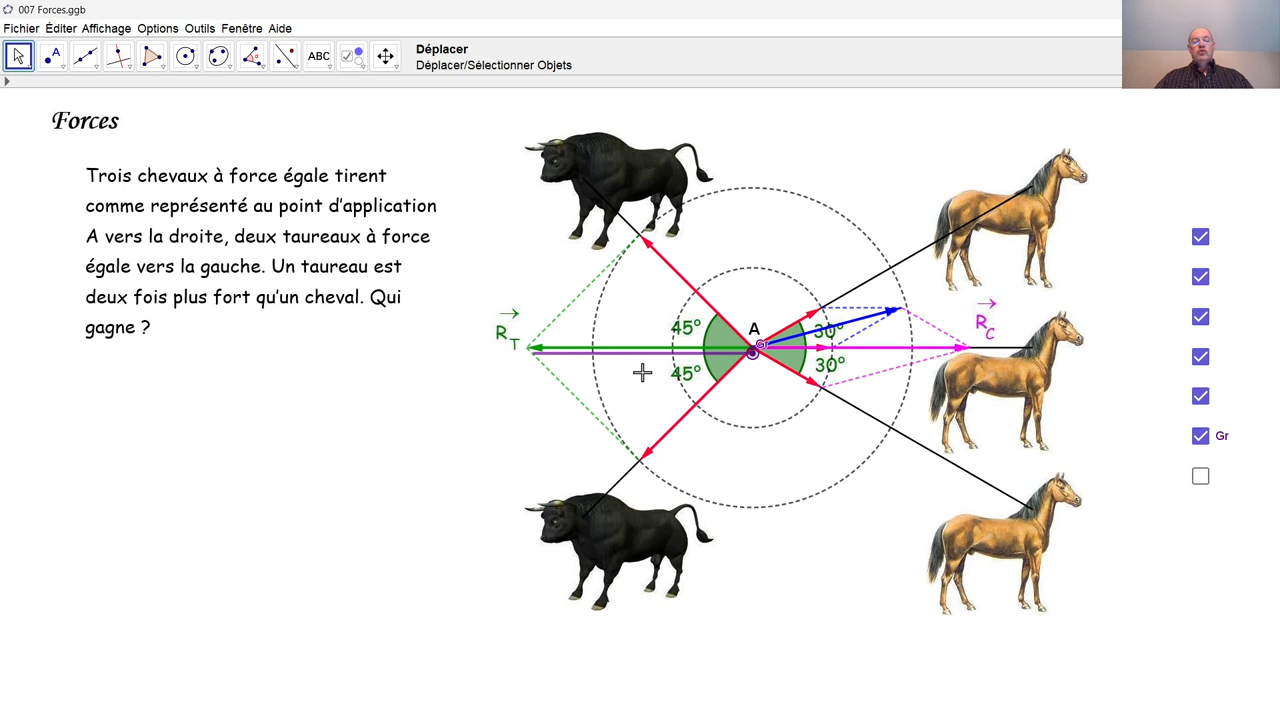 007 Forces.ggb
Fichier Éditer Affichage Options Outils Fenêtre Aide
A
ABC
Déplacer
Déplacer/Sélectionner Objets
Forces
Trois chevaux à force égale tirent
comme représenté au point d’application
A vers la droite, deux taureaux à force
égale vers la gauche. Un taureau est
deux fois plus fort qu’un cheval. Qui
gagne ?
45°
A
30°
R_T
R_C
45°
30°
Gr